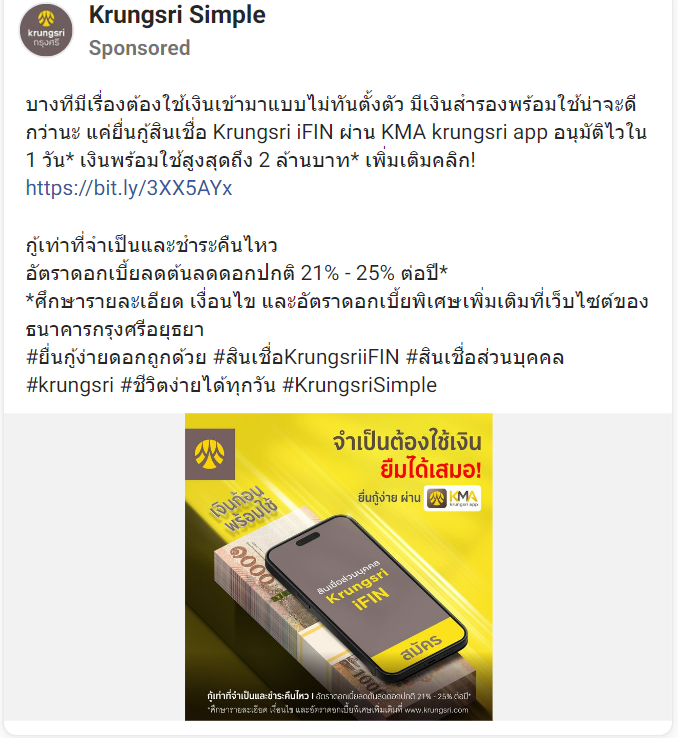 Krungsri Simple
Sponsored
krungsri
กรุงศรี
บางทีมีเรื่องต้องใช้เงินเข้ามาแบบไม่ทันตั้งตัว มีเงินสำรองพร้อมใช้น่าจะดี
กว่านะ แค่ยื่นกู้สินเชื่อ Krungsri iFIN ผ่าน KMA krungsri app อนุมัติไวใน
1 วัน* เงินพร้อมใช้สูงสุดถึง 2 ล้านบาท* เพิ่มเติมคลิก!
https://bit.ly/3XX5AYx
กู้เท่าที่จำเป็นและชำระคืนไหว
อัตราดอกเบี้ยลดต้นลดดอกปกติ 21% - 25% ต่อปี*
*ศึกษารายละเอียด เงื่อนไข และอัตราดอกเบี้ยพิเศษเพิ่มเติมที่เว็บไซต์ของ
ธนาคารกรุงศรีอยุธยา
#ยื่นกู้ง่ายดอกถูกด้วย #สินเชื่อKrungsriiFIN #สินเชื่อส่วนบุคคล
#krungsri #ชีวิตง่ายได้ทุกวัน #KrungsriSimple
จำเป็นต้องใช้เงิน
ยืมได้เสมอ!
ยื่นกู้ง่าย ผ่าน KMA
krungsri app
เงินก้อน
พร้อมใช้
๑๐๐๐
สินเชื่อส่วนบุคคล
Krungsri
iFIN
สมัคร
กู้เท่าที่จำเป็นและชำระคืนไหว | อัตราดอกเบี้ยลดต้นลดดอกปกติ 21% - 25% ต่อปี*
*ศึกษารายละเอียด เงื่อนไข และอัตราดอกเบี้ยพิเศษเพิ่มเติมที่ www.krungsri.com